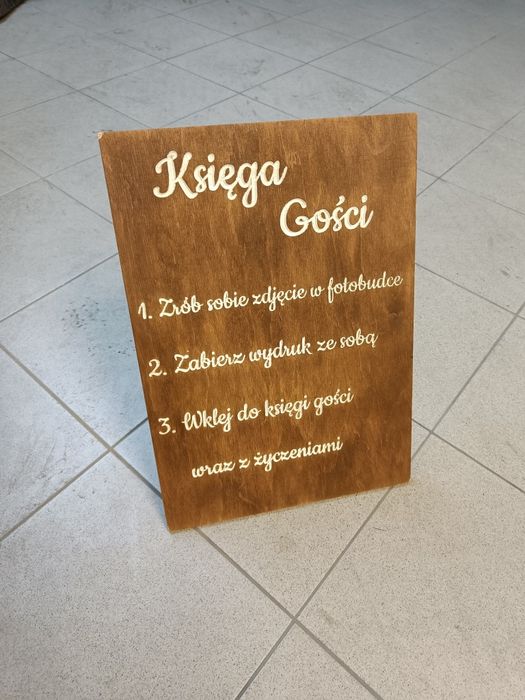 Księga
Gości
1. Zrób sobie zdjęcie w fotobudce
2. Zabierz wydruk ze sobą
3. Wklej do księgi gości
wraz z życzeniami